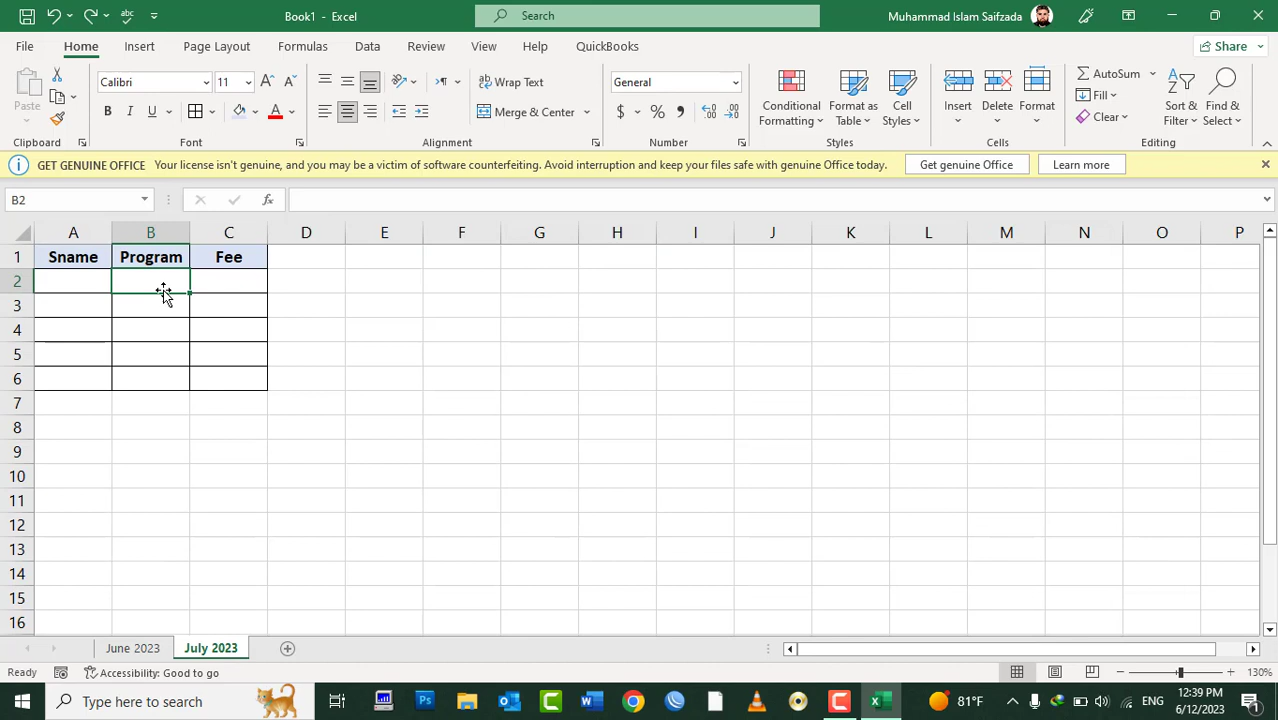 Book1 - Excel
Search
Muhammad Islam Saifzada
File Home Insert Page Layout Formulas Data Review View Help QuickBooks Share
Paste
Clipboard
Calibri 11
B I U
Font
Wrap Text
Merge & Center
Alignment
General
$ % ,
Number
Conditional Formatting
Format as Table
Cell Styles
Styles
Insert
Delete
Format
Cells
AutoSum
Fill
Clear
Sort & Filter
Find & Select
Editing
GET GENUINE OFFICE Your license isn't genuine, and you may be a victim of software counterfeiting. Avoid interruption and keep your files safe with genuine Office today. Get genuine Office Learn more
B2 fx
A B C D E F G H I J K L M N O P
1 Sname Program Fee
2
3
4
5
6
7
8
9
10
11
12
13
14
15
16
June 2023 July 2023
Ready Accessibility: Good to go 130%
Type here to search 81°F ENG 12:39 PM
6/12/2023